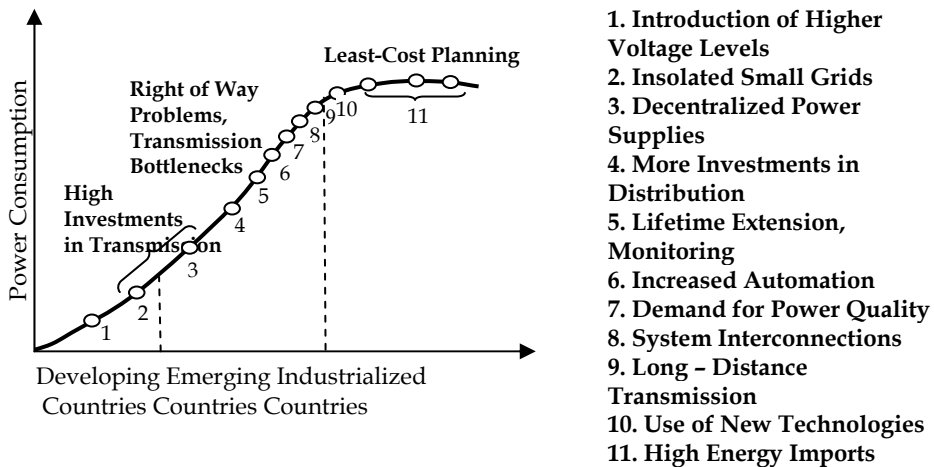 Power Consumption
Least-Cost Planning
Right of Way
Problems,
Transmission
Bottlenecks
High
Investments
in Transmission
1
2
3
4
5
6
7
8
9
10
11
Developing Emerging Industrialized
Countries Countries Countries
1. Introduction of Higher
Voltage Levels
2. Insolated Small Grids
3. Decentralized Power
Supplies
4. More Investments in
Distribution
5. Lifetime Extension,
Monitoring
6. Increased Automation
7. Demand for Power Quality
8. System Interconnections
9. Long – Distance
Transmission
10. Use of New Technologies
11. High Energy Imports